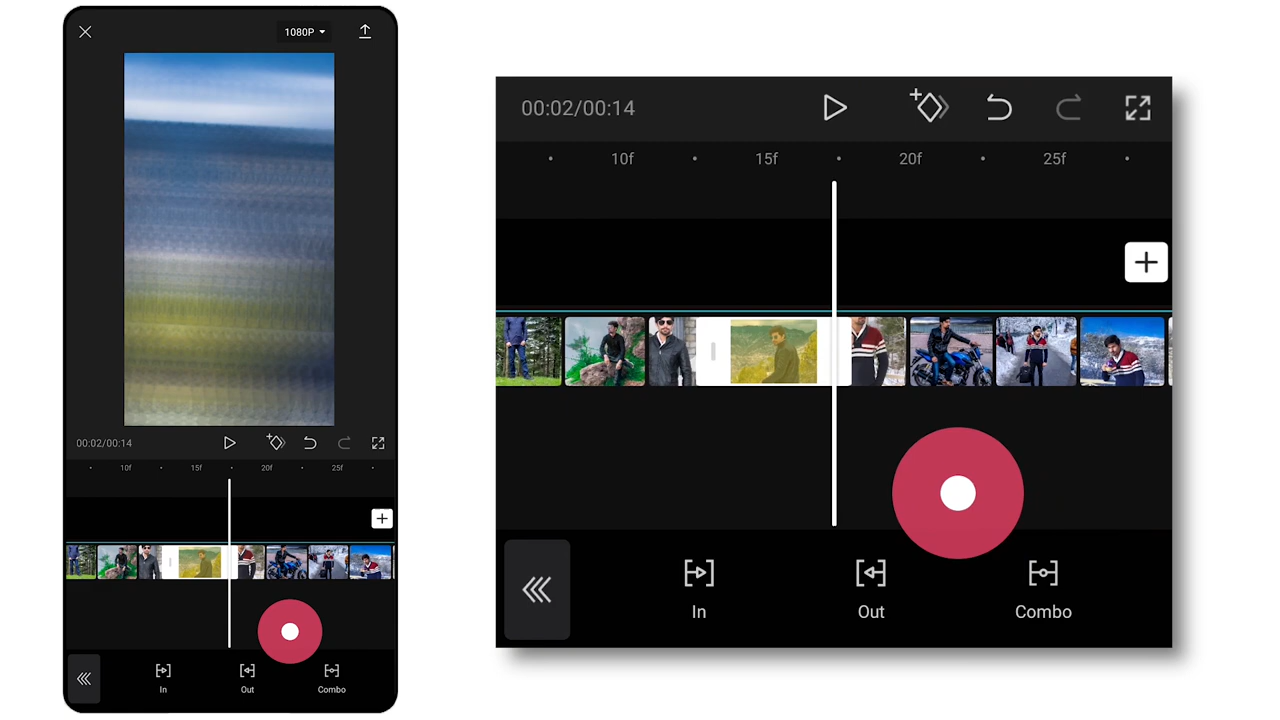 1080P
00:02/00:14
10f 15f 20f 25f
In Out Combo
00:02/00:14
10f 15f 20f 25f
In Out Combo